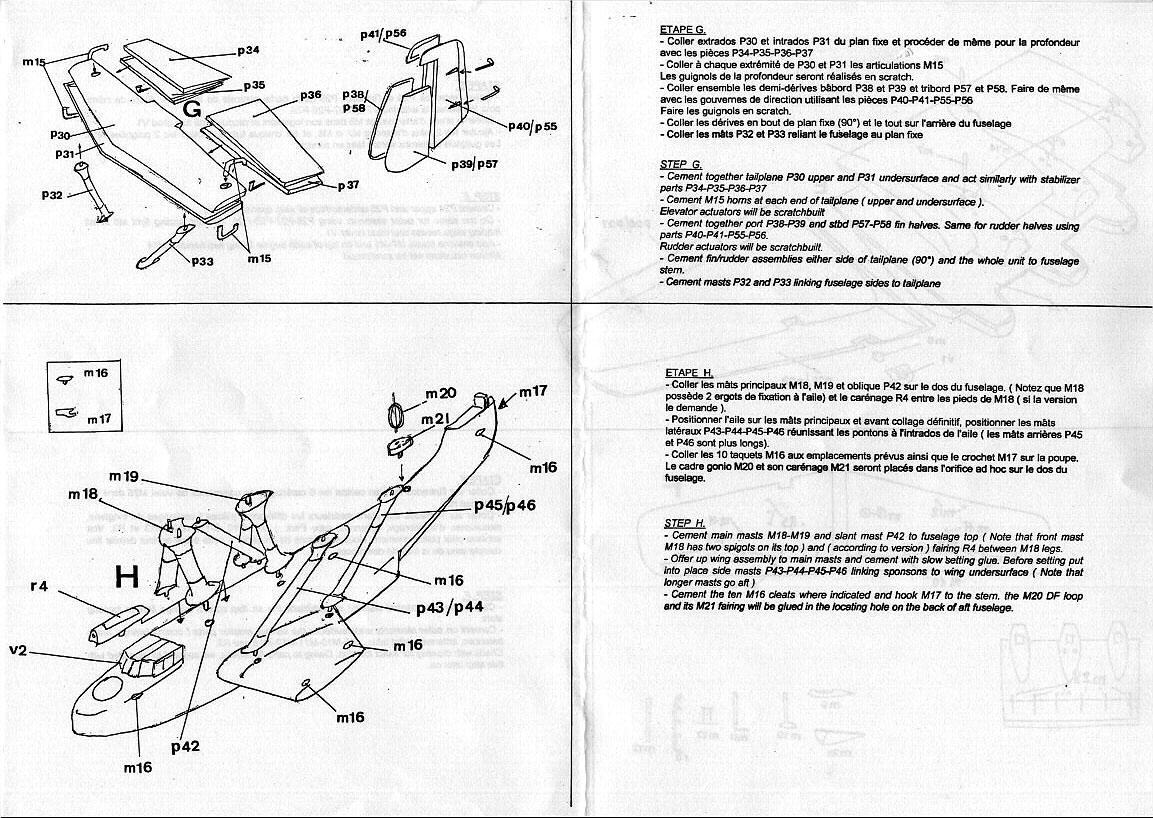 p41/p56
m15
p34
p35
G
p36
p38/
p58
p40/p55
p30
p31
p39/p57
p37
p32
p33
m15
ETAPE G.
- Coller extrados P30 et intrados P31 du plan fixe et procéder de même pour la profondeur
avec les pièces P34-P35-P36-P37
- Coller à chaque extrémité de P30 et P31 les articulations M15
Les guignols de la profondeur seront réalisés en scratch.
- Coller ensemble les demi-dérives bâbord P38 et P39 et tribord P57 et P58. Faire de même
avec les gouvernes de direction utilisant les pièces P40-P41-P55-P56
Faire les guignols en scratch.
- Coller les dérives en bout de plan fixe (90°) et le tout sur l'arrière du fuselage
- Coller les mâts P32 et P33 reliant le fuselage au plan fixe
STEP G.
- Cement together tailplane P30 upper and P31 undersurface and act similarly with stabilizer
parts P34-P35-P36-P37
- Cement M15 horns at each end of tailplane ( upper and undersurface ).
Elevator actuators will be scratchbuilt
- Cement together port P38-P39 and stbd P57-P58 fin halves. Same for rudder halves using
parts P40-P41-P55-P56.
Rudder actuators will be scratchbuilt.
- Cement fin/rudder assemblies either side of tailplane (90°) and the whole unit to fuselage
stern.
- Cement masts P32 and P33 linking fuselage sides to tailplane
m16
m17
m20
m21
m17
m16
m19
m18
p45/p46
H
m16
r4
p43/p44
v2
m16
m16
p42
m16
ETAPE H.
- Coller les mâts principaux M18, M19 et oblique P42 sur le dos du fuselage. ( Notez que M18
possède 2 ergots de fixation à l'aile) et le carénage R4 entre les pieds de M18 ( si la version
le demande ).
- Positionner l'aile sur les mâts principaux et avant collage définitif, positionner les mâts
latéraux P43-P44-P45-P46 réunissant les pontons à l'intrados de l'aile ( les mâts arrières P45
et P46 sont plus longs).
- Coller les 10 taquets M16 aux emplacements prévus ainsi que le crochet M17 sur la poupe.
Le cadre gonio M20 et son carénage M21 seront placés dans l'orifice ad hoc sur le dos du
fuselage.
STEP H.
- Cement main masts M18-M19 and slant mast P42 to fuselage top ( Note that front mast
M18 has two spigots on its top ) and ( according to version ) fairing R4 between M18 legs.
- Offer up wing assembly to main masts and cement with slow setting glue. Before setting put
into place side masts P43-P44-P45-P46 linking sponsons to wing undersurface ( Note that
longer masts go aft )
- Cement the ten M16 cleats where indicated and hook M17 to the stern. the M20 DF loop
and its M21 fairing will be glued in the locating hole on the back of aft fuselage.